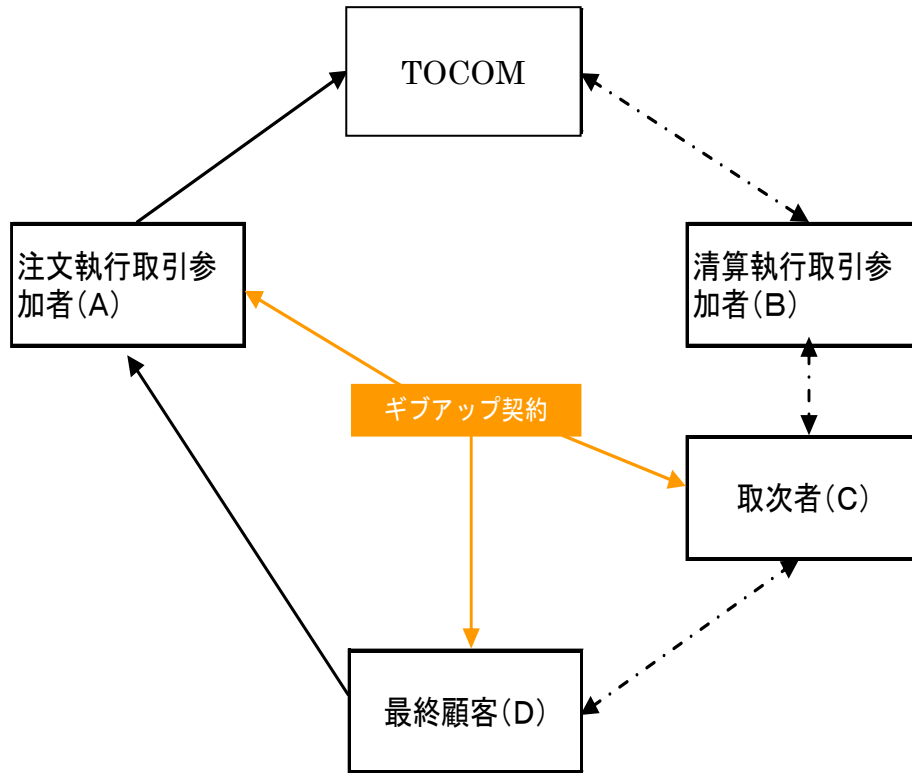 TOCOM
注文執行取引参
加者(A)
清算執行取引参
加者(B)
ギブアップ契約
取次者(C)
最終顧客(D)